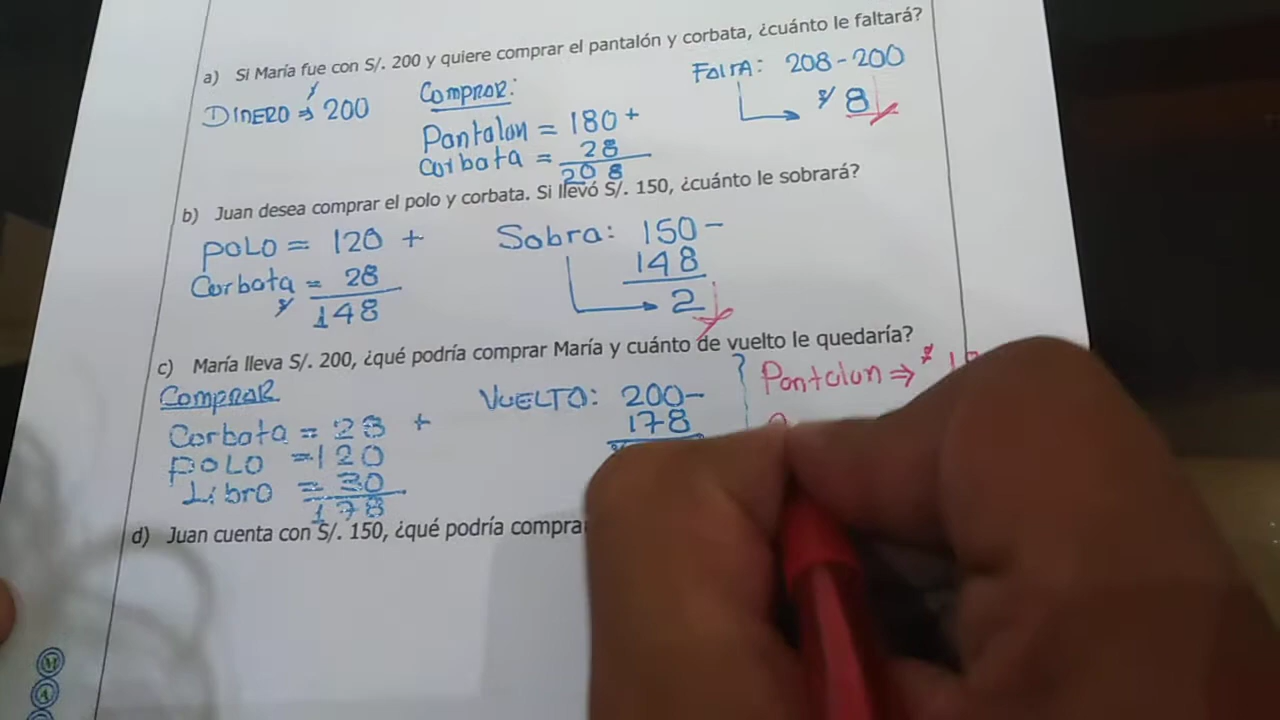 a) Si María fue con S/. 200 y quiere comprar el pantalón y corbata, ¿cuánto le faltará?
DINERO ⇒ 200
COMPRAR:
Pantalon = 180 +
Corbata = 28
208
FALTA: 208 - 200
S/ 8
b) Juan desea comprar el polo y corbata. Si llevó S/. 150, ¿cuánto le sobrará?
POLO = 120 +
Corbata = 28
S/ 148
Sobra: 150 -
148
2
c) María lleva S/. 200, ¿qué podría comprar María y cuánto de vuelto le quedaría?
COMPRAR
Corbata = 28 +
POLO = 120
Libro = 30
178
VUELTO: 200 -
178
Pantalon ⇒ S/
d) Juan cuenta con S/. 150, ¿qué podría compra
M
A